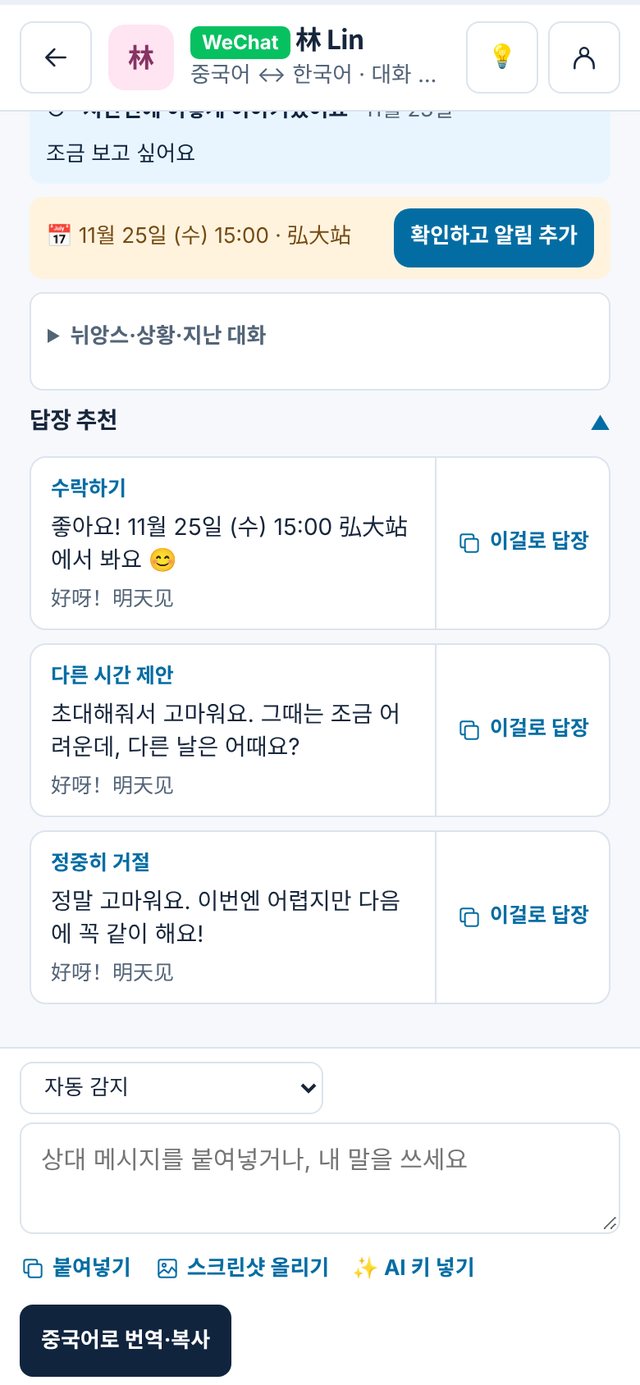 林
WeChat 林 Lin
중국어 ↔ 한국어 · 대화 ...
조금 보고 싶어요
11월 25일 (수) 15:00 · 弘大站
확인하고 알림 추가
▶ 뉘앙스·상황·지난 대화
답장 추천
수락하기
좋아요! 11월 25일 (수) 15:00 弘大站
에서 봐요 😊
好呀！明天见
이걸로 답장
다른 시간 제안
초대해줘서 고마워요. 그때는 조금 어
려운데, 다른 날은 어때요?
好呀！明天见
이걸로 답장
정중히 거절
정말 고마워요. 이번엔 어렵지만 다음
에 꼭 같이 해요!
好呀！明天见
이걸로 답장
자동 감지
상대 메시지를 붙여넣거나, 내 말을 쓰세요
붙여넣기
스크린샷 올리기
✨ AI 키 넣기
중국어로 번역·복사